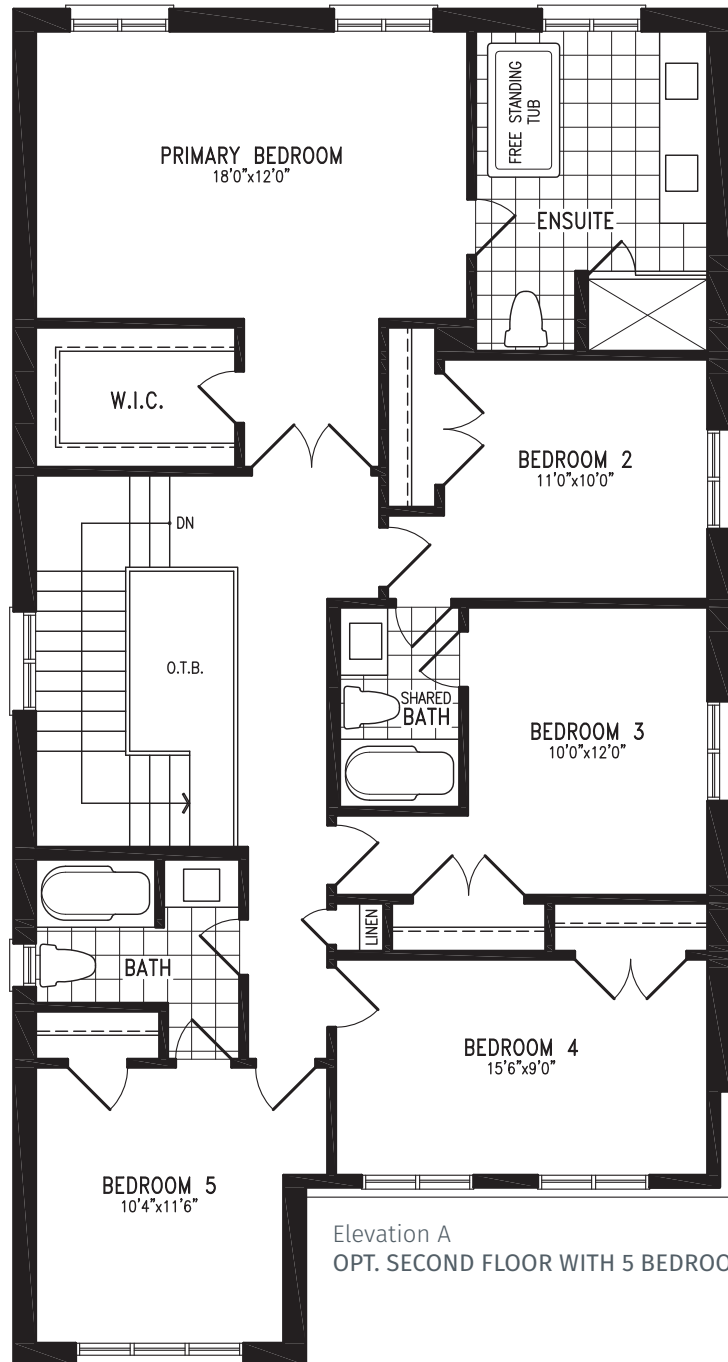 PRIMARY BEDROOM
18'0"x12'0"
FREE STANDING
TUB
ENSUITE
W.I.C.
BEDROOM 2
11'0"x10'0"
DN
O.T.B.
SHARED
BATH
BEDROOM 3
10'0"x12'0"
LINEN
BATH
BEDROOM 4
15'6"x9'0"
BEDROOM 5
10'4"x11'6"
Elevation A
OPT. SECOND FLOOR WITH 5 BEDROO